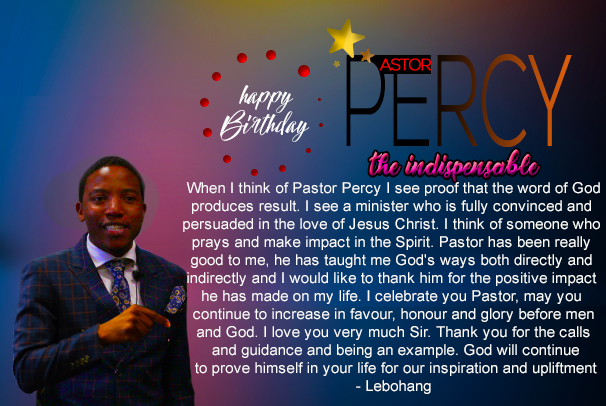 happy
Birthday
PASTOR
PERCY
the indispensable
When I think of Pastor Percy I see proof that the word of God
produces result. I see a minister who is fully convinced and
persuaded in the love of Jesus Christ. I think of someone who
prays and make impact in the Spirit. Pastor has been really
good to me, he has taught me God's ways both directly and
indirectly and I would like to thank him for the positive impact
he has made on my life. I celebrate you Pastor, may you
continue to increase in favour, honour and glory before men
and God. I love you very much Sir. Thank you for the calls
and guidance and being an example. God will continue
to prove himself in your life for our inspiration and upliftment
- Lebohang